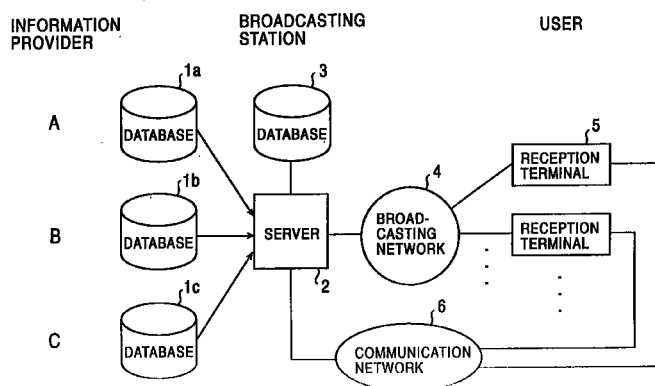 INFORMATION
PROVIDER
BROADCASTING
STATION
USER
1a
3
A
DATABASE
DATABASE
5
RECEPTION
TERMINAL
4
1b
B
DATABASE
SERVER
BROAD-
CASTING
NETWORK
RECEPTION
TERMINAL
2
1c
6
C
DATABASE
COMMUNICATION
NETWORK